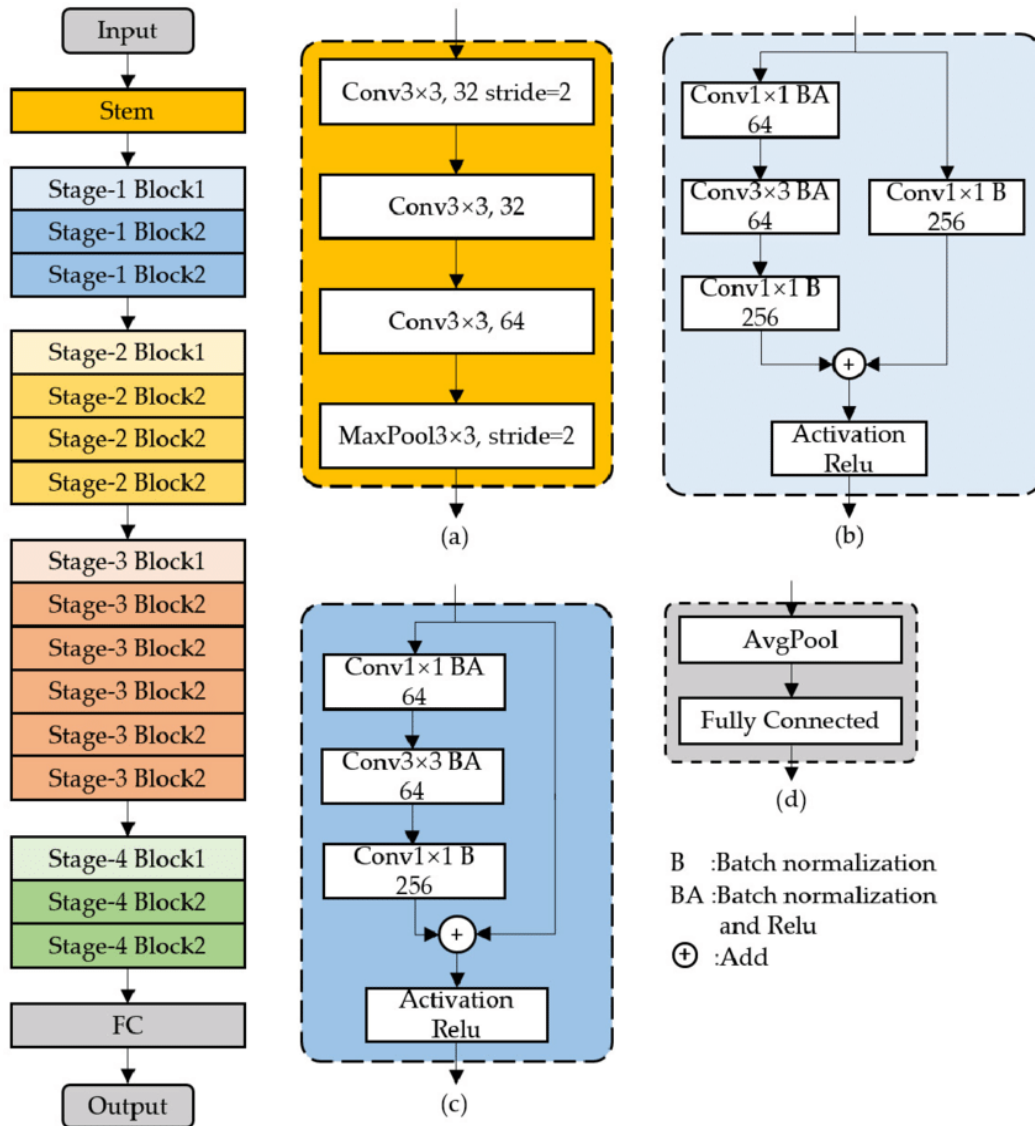 Input
Stem
Stage-1 Block1
Stage-1 Block2
Stage-1 Block2
Stage-2 Block1
Stage-2 Block2
Stage-2 Block2
Stage-2 Block2
Stage-3 Block1
Stage-3 Block2
Stage-3 Block2
Stage-3 Block2
Stage-3 Block2
Stage-3 Block2
Stage-4 Block1
Stage-4 Block2
Stage-4 Block2
FC
Output
Conv3×3, 32 stride=2
Conv3×3, 32
Conv3×3, 64
MaxPool3×3, stride=2
(a)
Conv1×1 BA
64
Conv3×3 BA
64
Conv1×1 B
256
Conv1×1 B
256
+
Activation
Relu
(b)
Conv1×1 BA
64
Conv3×3 BA
64
Conv1×1 B
256
+
Activation
Relu
(c)
AvgPool
Fully Connected
(d)
B :Batch normalization
BA :Batch normalization
and Relu
⊕ :Add